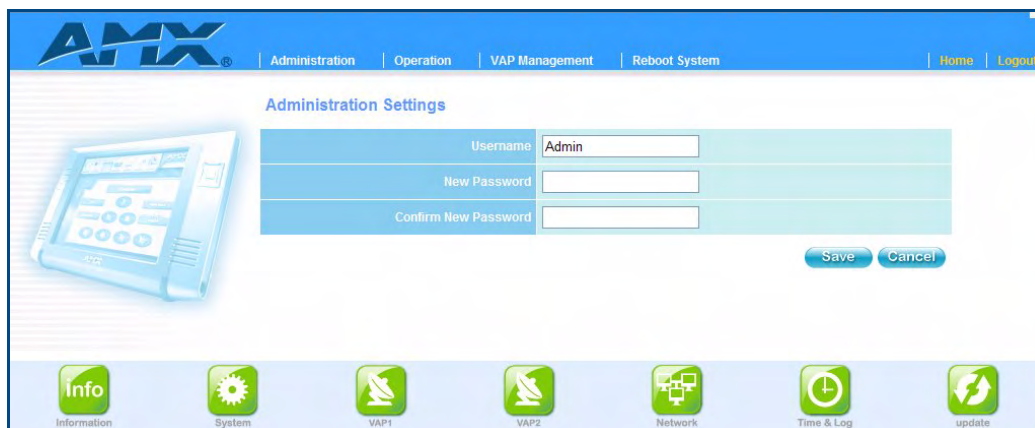 AMX®
Administration Operation VAP Management Reboot System Home Logout
Administration Settings
Username Admin
New Password
Confirm New Password
Save Cancel
info
Information System VAP1 VAP2 Network Time & Log update